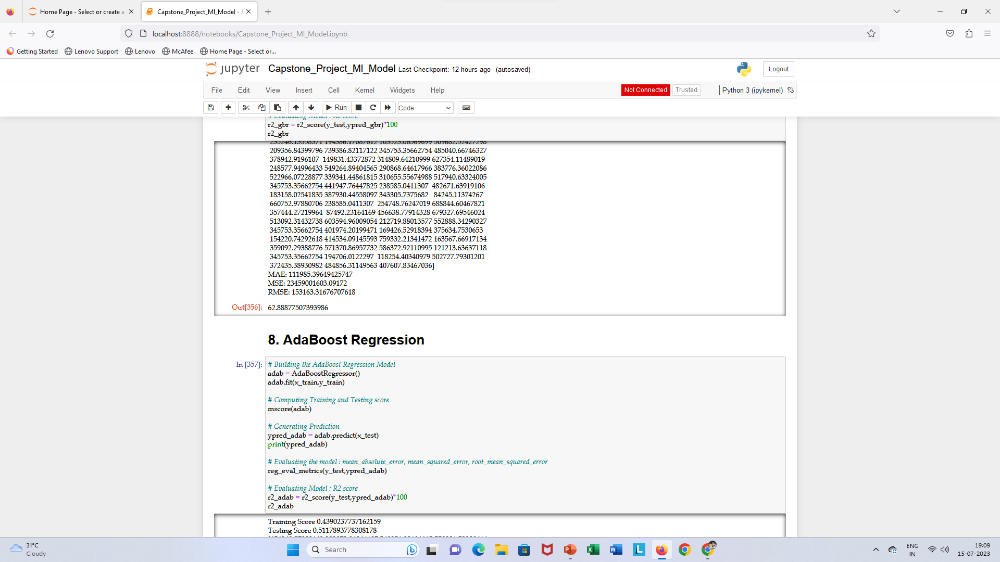 Home Page - Select or create a
Capstone_Project_Ml_Model - J
localhost:8888/notebooks/Capstone_Project_Ml_Model.ipynb
Getting Started Lenovo Support Lenovo McAfee Home Page - Select or...
jupyter Capstone_Project_Ml_Model Last Checkpoint: 12 hours ago (autosaved) Logout
File Edit View Insert Cell Kernel Widgets Help Not Connected Trusted Python 3 (ipykernel)
Run Code
# Evaluating Model : R2 score
r2_gbr = r2_score(y_test,ypred_gbr)*100
r2_gbr
235246.13558371 194386.17087612 103523.06569699 509682.52427298
209356.84399796 739386.82117122 345753.35662754 485040.66746327
378942.9196107 149831.43372872 314809.64210999 627354.11489019
248577.94996433 549264.89404565 290868.64617966 383776.36022086
522966.07228877 339341.44861815 310655.55674988 517940.63324005
345753.35662754 441947.76447825 238585.0411307 482671.63919106
183158.02541835 387930.44558097 343305.7375682 84245.11374267
660752.97880706 238585.0411307 254748.76247019 688844.60467821
357444.27219964 87492.23164169 456638.77914328 679327.69546024
513092.31432738 603594.96009054 212719.88013577 552888.34290327
345753.35662754 401974.20199471 169426.52918394 375634.7530653
154220.74292618 414534.09145593 759332.21341472 163567.66917134
359092.29388776 571370.86957732 586372.92110995 121213.63637118
345753.35662754 194706.0122297 118254.40340979 502727.79301201
372435.38930982 484856.31149563 407607.83467036]
MAE: 111985.39649425747
MSE: 23459001603.09172
RMSE: 153163.31676707618
Out[356]: 62.88877507393986
8. AdaBoost Regression
In [357]: # Building the AdaBoost Regression Model
adab = AdaBoostRegressor()
adab.fit(x_train,y_train)
# Computing Training and Testing score
mscore(adab)
# Generating Prediction
ypred_adab = adab.predict(x_test)
print(ypred_adab)
# Evaluating the model : mean_absolute_error, mean_squared_error, root_mean_squared_error
reg_eval_metrics(y_test,ypred_adab)
# Evaluating Model : R2 score
r2_adab = r2_score(y_test,ypred_adab)*100
r2_adab
Training Score 0.4390237737162159
Testing Score 0.5117893778308178
31°C
Cloudy
Search
ENG
IN
19:09
15-07-2023